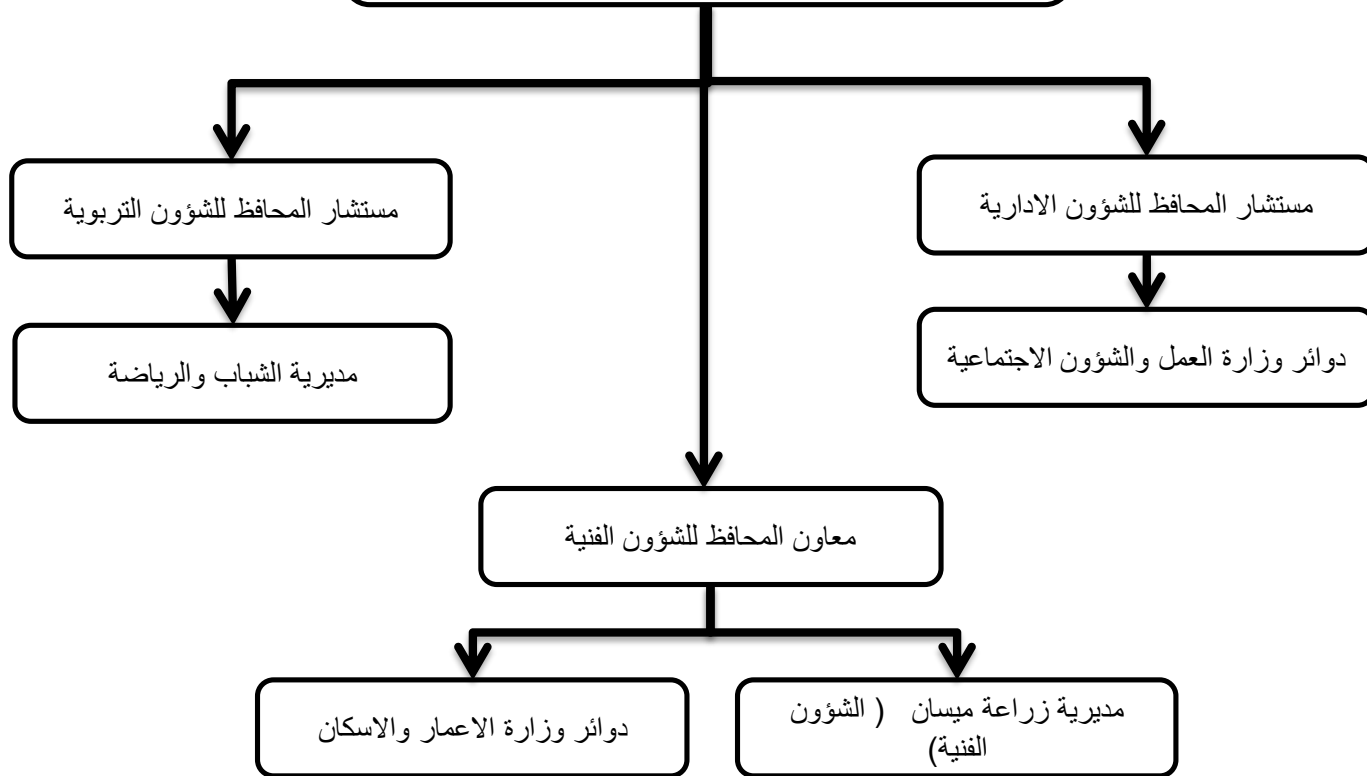 مستشار المحافظ للشؤون الادارية
مستشار المحافظ للشؤون التربوية
دوائر وزارة العمل والشؤون الاجتماعية
مديرية الشباب والرياضة
معاون المحافظ للشؤون الفنية
مديرية زراعة ميسان ( الشؤون
الفنية)
دوائر وزارة الاعمار والاسكان